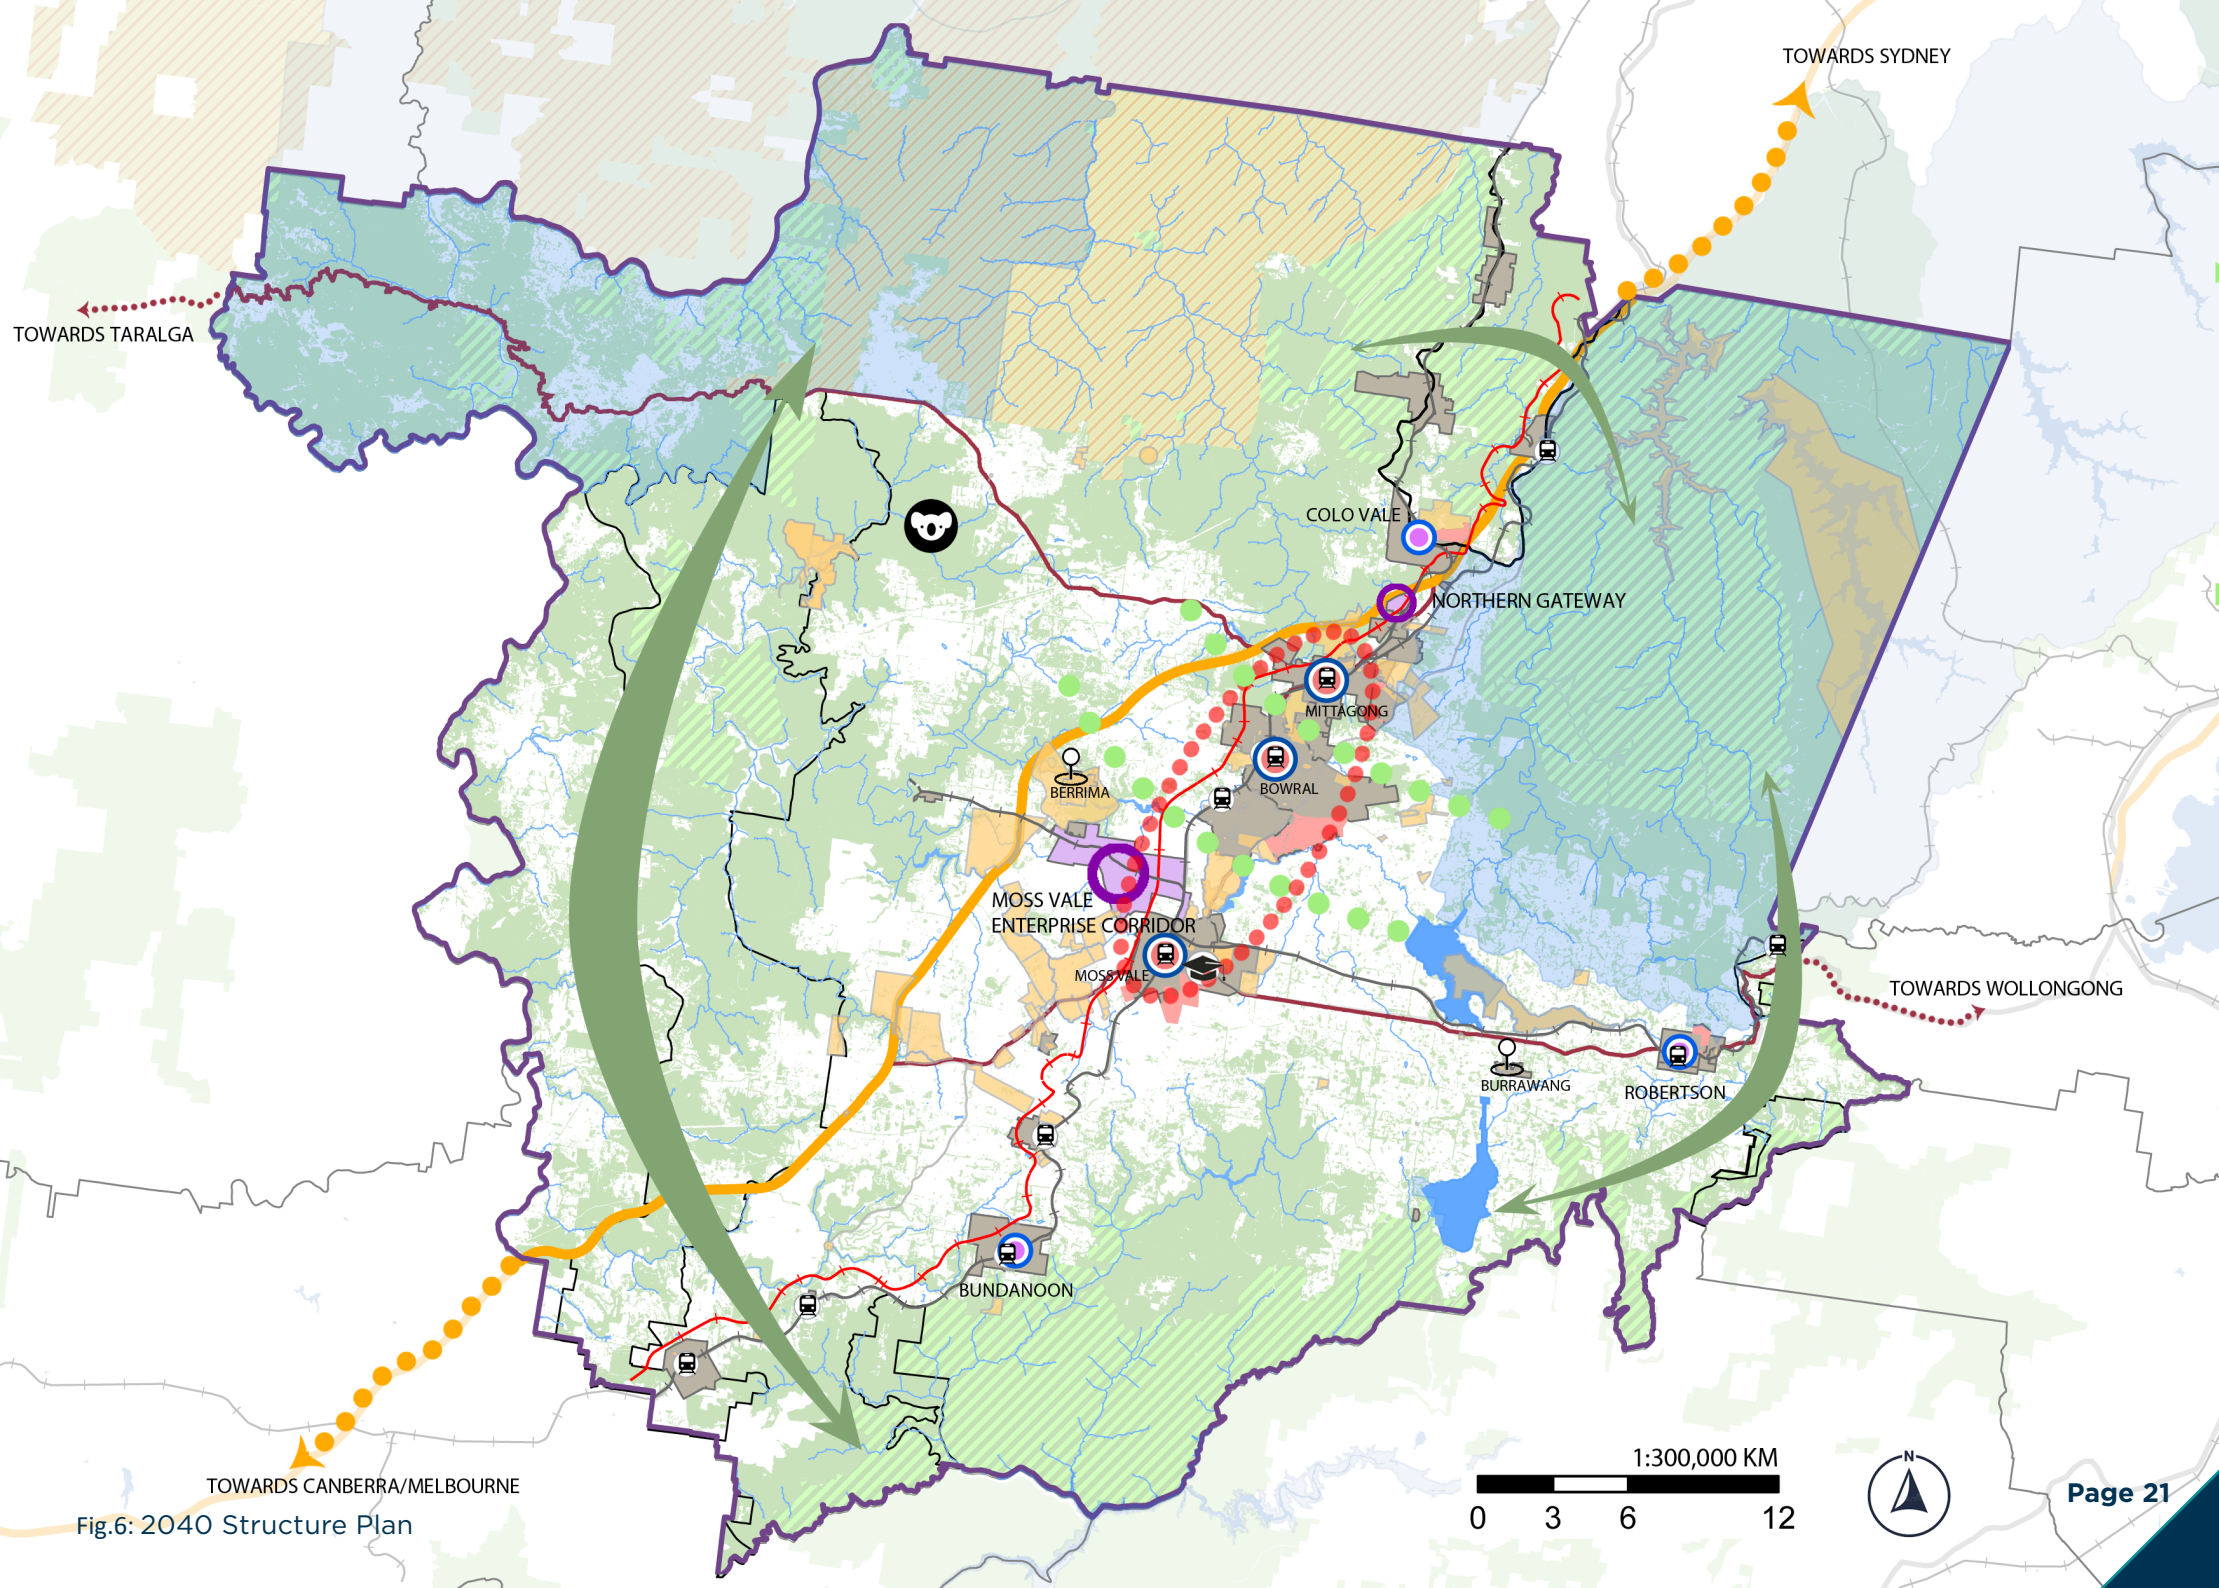 TOWARDS SYDNEY
TOWARDS TARALGA
COLO VALE
NORTHERN GATEWAY
MITTAGONG
BERRIMA
BOWRAL
MOSS VALE
ENTERPRISE CORRIDOR
MOSS VALE
TOWARDS WOLLONGONG
BURRAWANG
ROBERTSON
BUNDANOON
TOWARDS CANBERRA/MELBOURNE
Fig.6: 2040 Structure Plan
1:300,000 KM
0 3 6 12
N
Page 21